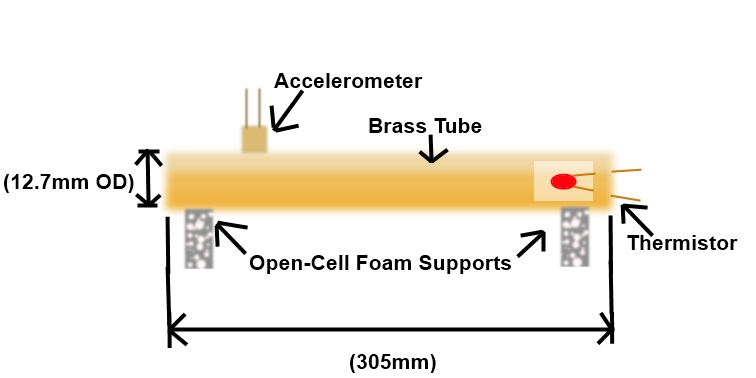 Accelerometer
Brass Tube
(12.7mm OD)
Thermistor
Open-Cell Foam Supports
(305mm)